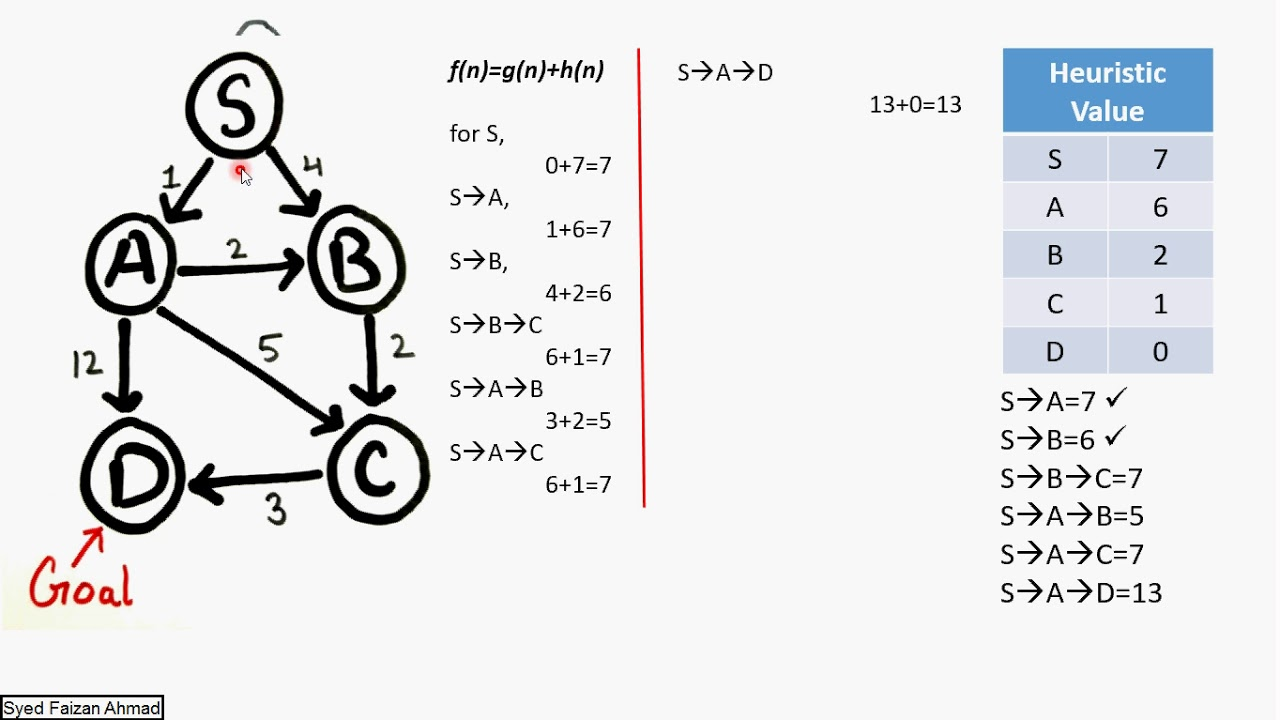 S
1
4
A
2
B
12
5
2
D
C
3
Goal
f(n)=g(n)+h(n)
for S,
0+7=7
S→A,
1+6=7
S→B,
4+2=6
S→B→C
6+1=7
S→A→B
3+2=5
S→A→C
6+1=7
S→A→D
13+0=13
Heuristic
Value
S 7
A 6
B 2
C 1
D 0
S→A=7 ✓
S→B=6 ✓
S→B→C=7
S→A→B=5
S→A→C=7
S→A→D=13
Syed Faizan Ahmad